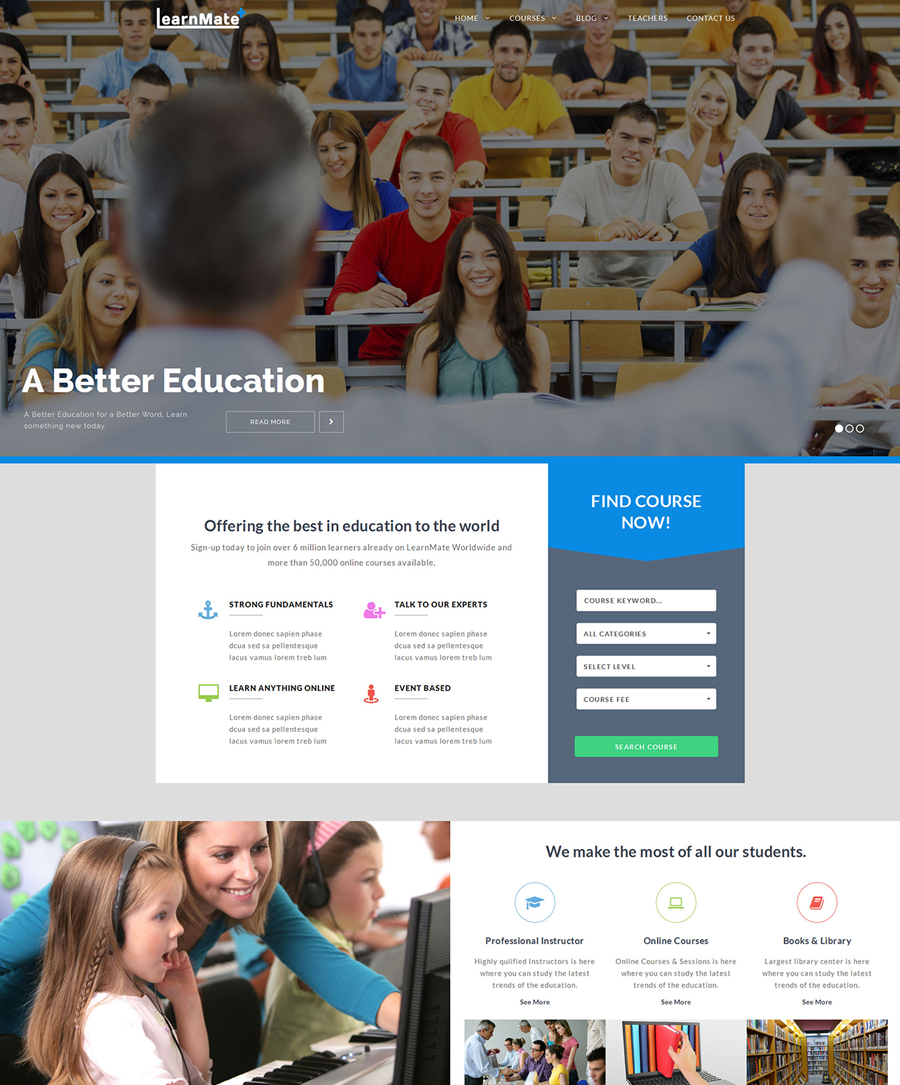 LearnMate
HOME COURSES BLOG TEACHERS CONTACT US
A Better Education
A Better Education for a Better Word, Learn
something new today.
READ MORE
Offering the best in education to the world
Sign-up today to join over 6 million learners already on LearnMate Worldwide and
more than 50,000 online courses available.
STRONG FUNDAMENTALS
Lorem donec sapien phase
dcua sed sa pellentesque
lacus vamus lorem treb lum
TALK TO OUR EXPERTS
Lorem donec sapien phase
dcua sed sa pellentesque
lacus vamus lorem treb lum
LEARN ANYTHING ONLINE
Lorem donec sapien phase
dcua sed sa pellentesque
lacus vamus lorem treb lum
EVENT BASED
Lorem donec sapien phase
dcua sed sa pellentesque
lacus vamus lorem treb lum
FIND COURSE
NOW!
COURSE KEYWORD...
ALL CATEGORIES
SELECT LEVEL
COURSE FEE
SEARCH COURSE
We make the most of all our students.
Professional Instructor
Highly qulified Instructors is here
where you can study the latest
trends of the education.
See More
Online Courses
Online Courses & Sessions is here
where you can study the latest
trends of the education.
See More
Books & Library
Largest library center is here
where you can study the latest
trends of the education.
See More